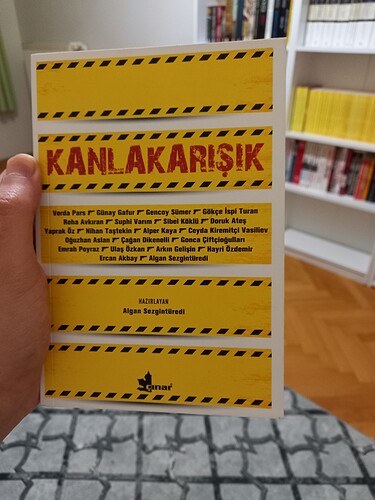 KANLAKARIŞIK
Verda Pars Günay Gafur Gencoy Sümer Gökçe İspi Turan
Reha Avkıran Suphi Varım Sibel Köklü Doruk Ateş
Yaprak Öz Nihan Taştekin Alper Kaya Ceyda Kiremitçi Vasiliev
Oğuzhan Aslan Çağan Dikenelli Gonca Çiftçioğulları
Emrah Poyraz Ulaş Özkan Arkın Gelişin Hayri Özdemir
Ercan Akbay Algan Sezgintüredi
HAZIRLAYAN
Algan Sezgintüredi
çınar